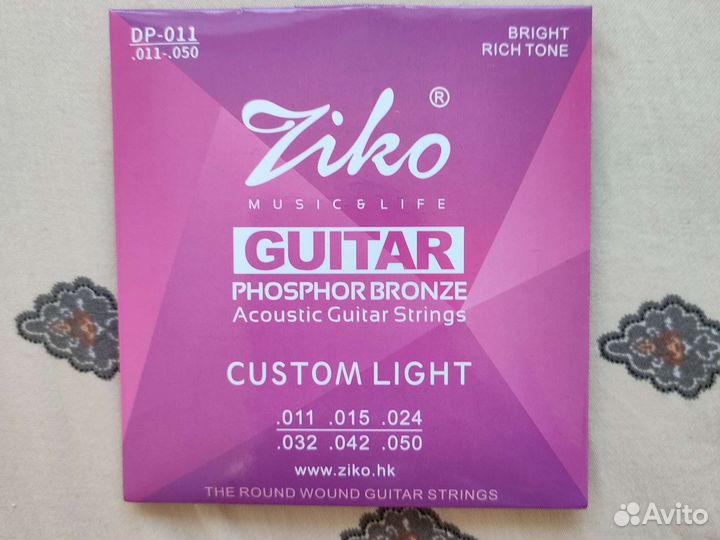 DP-011
.011-.050
BRIGHT
RICH TONE
Ziko®
MUSIC & LIFE
GUITAR
PHOSPHOR BRONZE
Acoustic Guitar Strings
CUSTOM LIGHT
.011 .015 .024
.032 .042 .050
www.ziko.hk
THE ROUND WOUND GUITAR STRINGS
Avito